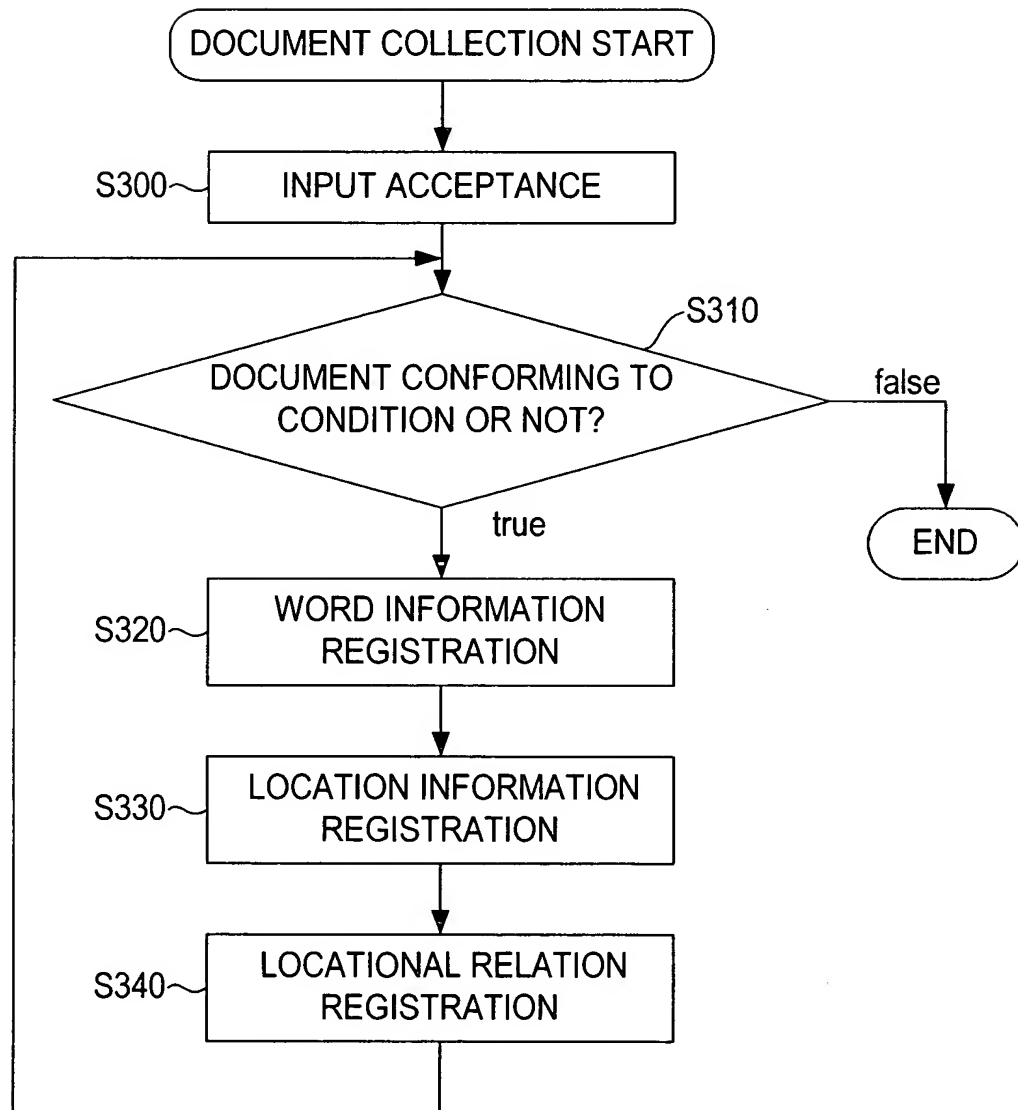 DOCUMENT COLLECTION START
S300
INPUT ACCEPTANCE
S310
DOCUMENT CONFORMING TO
CONDITION OR NOT?
false
true
END
S320
WORD INFORMATION
REGISTRATION
S330
LOCATION INFORMATION
REGISTRATION
S340
LOCATIONAL RELATION
REGISTRATION